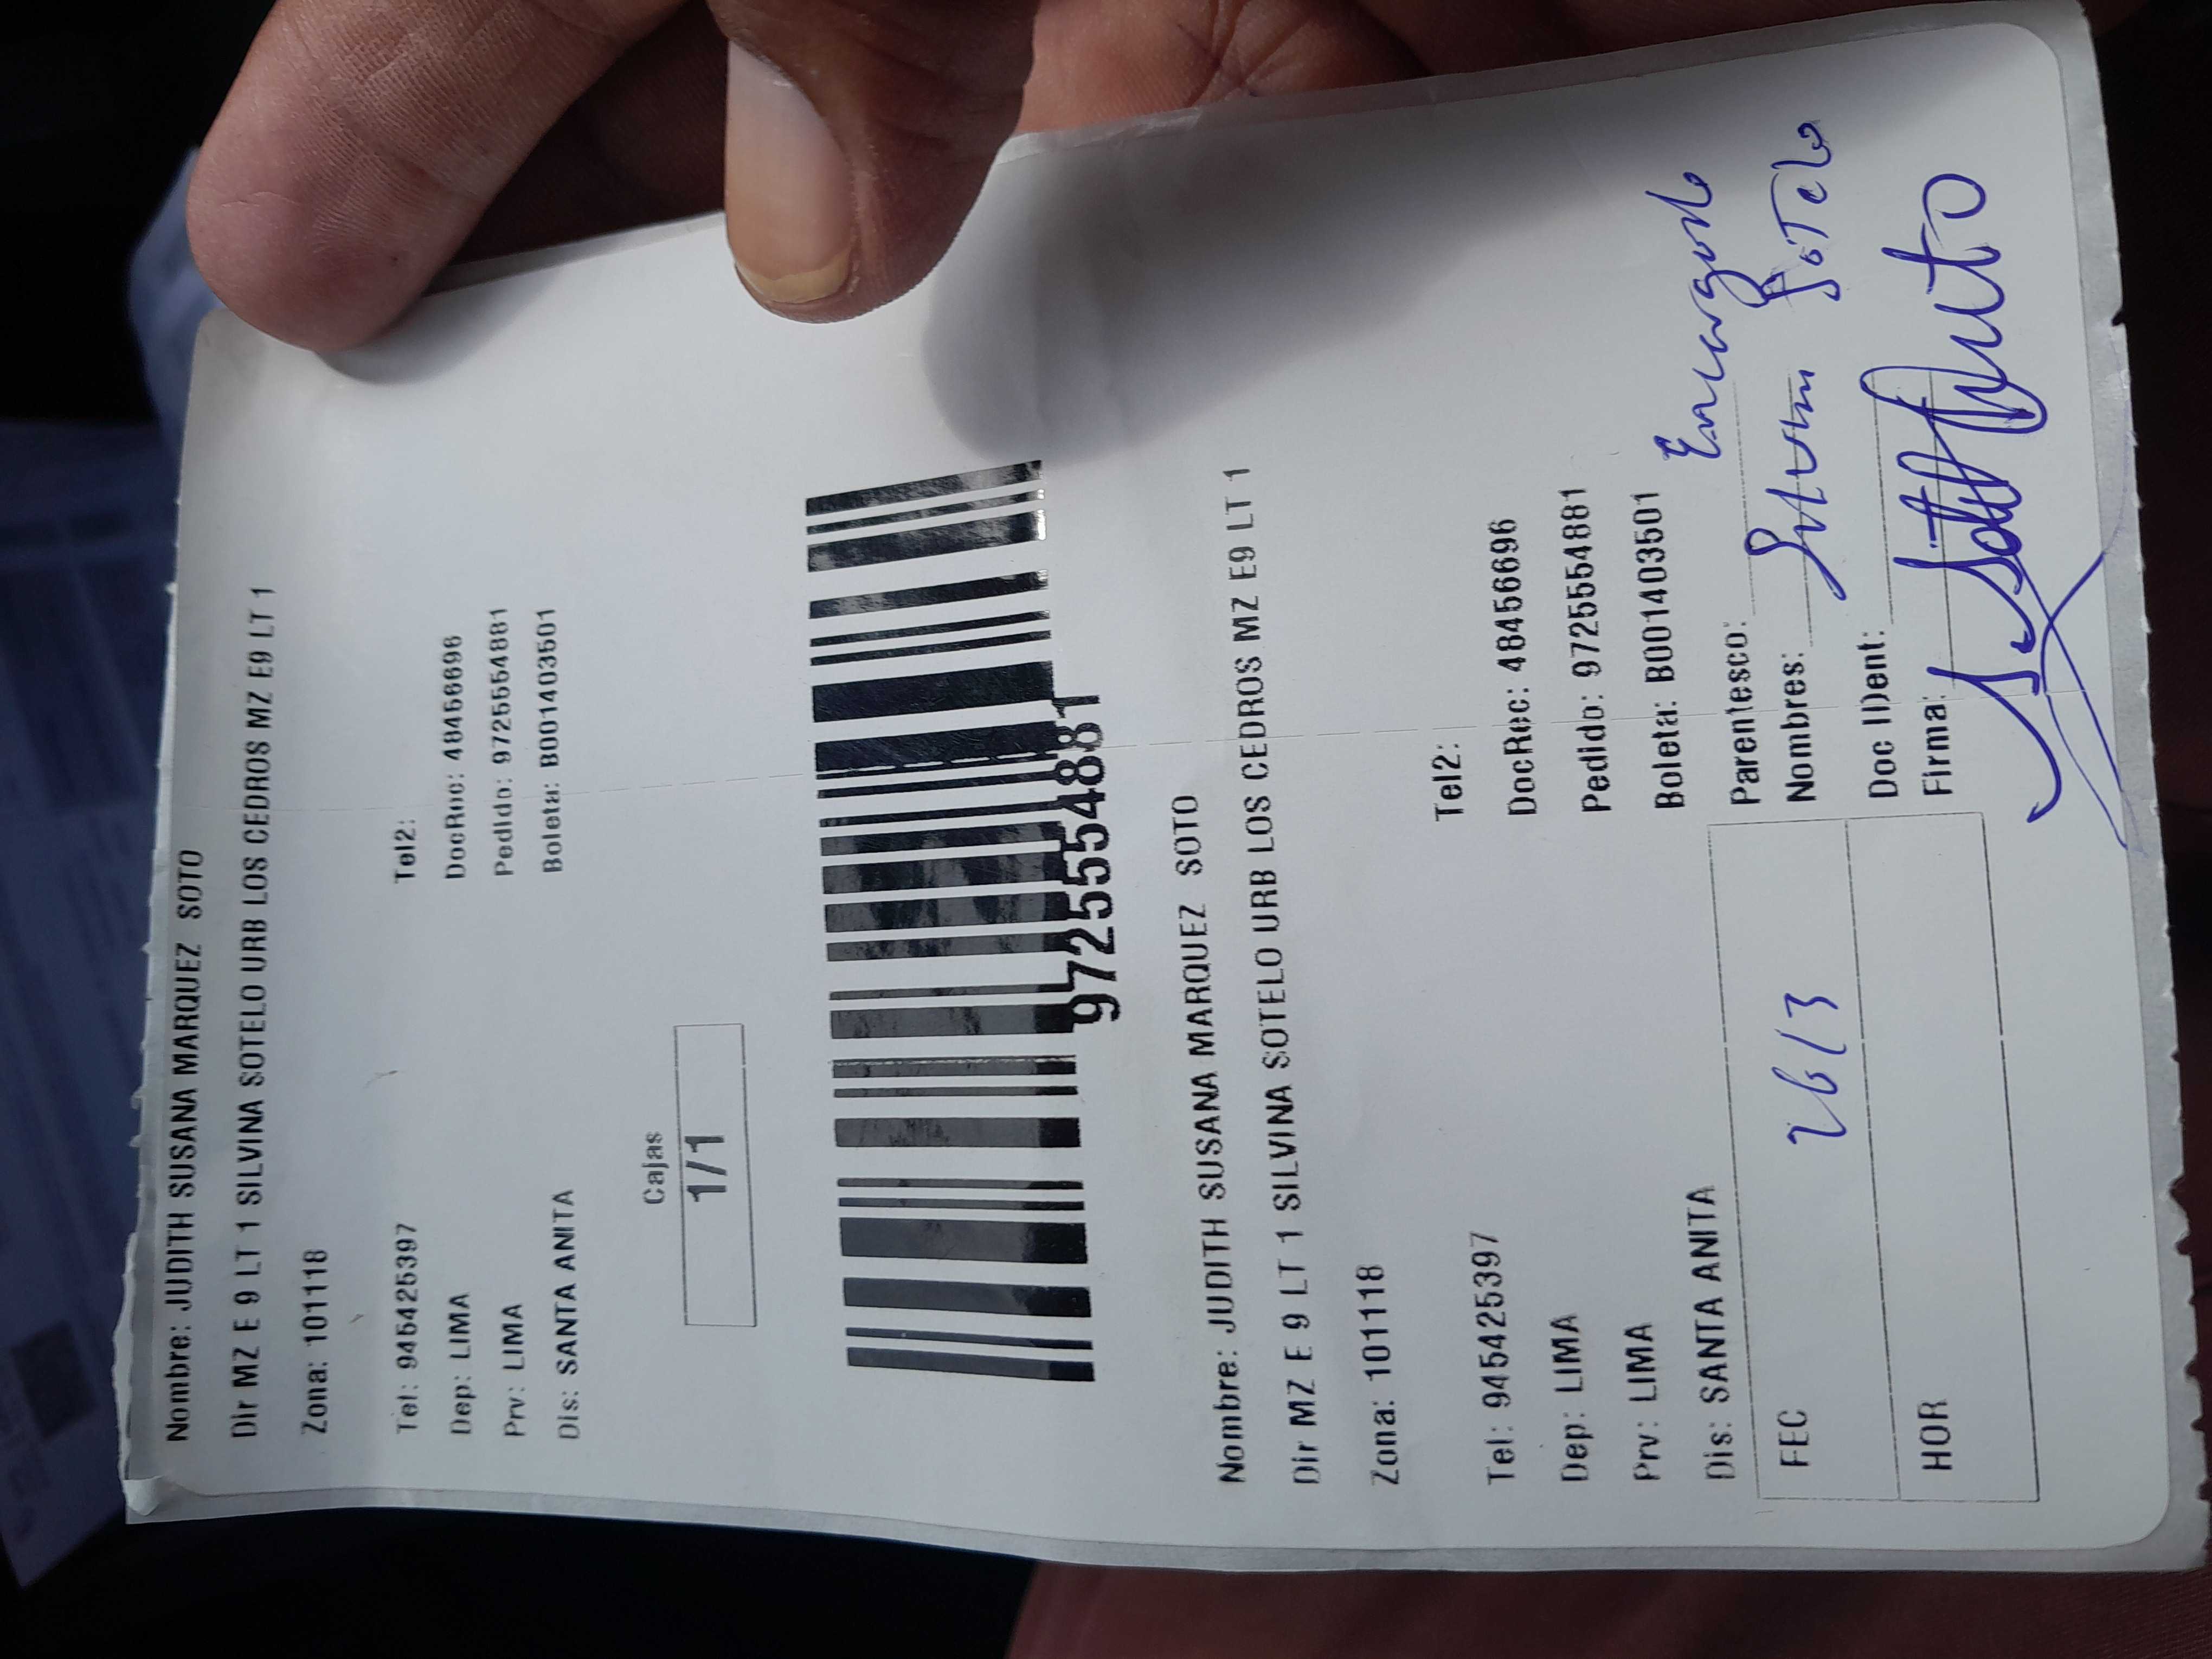 Nombre: JUDITH SUSANA MARQUEZ SOTO
Dir MZ E 9 LT 1 SILVINA SOTELO URB LOS CEDROS MZ E9 LT 1
Zona: 101118
Tel: 945425397 Tel2:
Dep: LIMA DocRec: 48456696
Prv: LIMA Pedido: 9725554881
Dis: SANTA ANITA Boleta: B001403501
Cajas
1/1
9725554881
Nombre: JUDITH SUSANA MARQUEZ SOTO
Dir MZ E 9 LT 1 SILVINA SOTELO URB LOS CEDROS MZ E9 LT 1
Zona: 101118
Tel: 945425397 Tel2:
Dep: LIMA DocRec: 48456696
Prv: LIMA Pedido: 9725554881
Dis: SANTA ANITA Boleta: B001403501
FEC 26/3 Parentesco: Encargado
Nombres: Sotelo
Doc IDent:
HOR Firma: